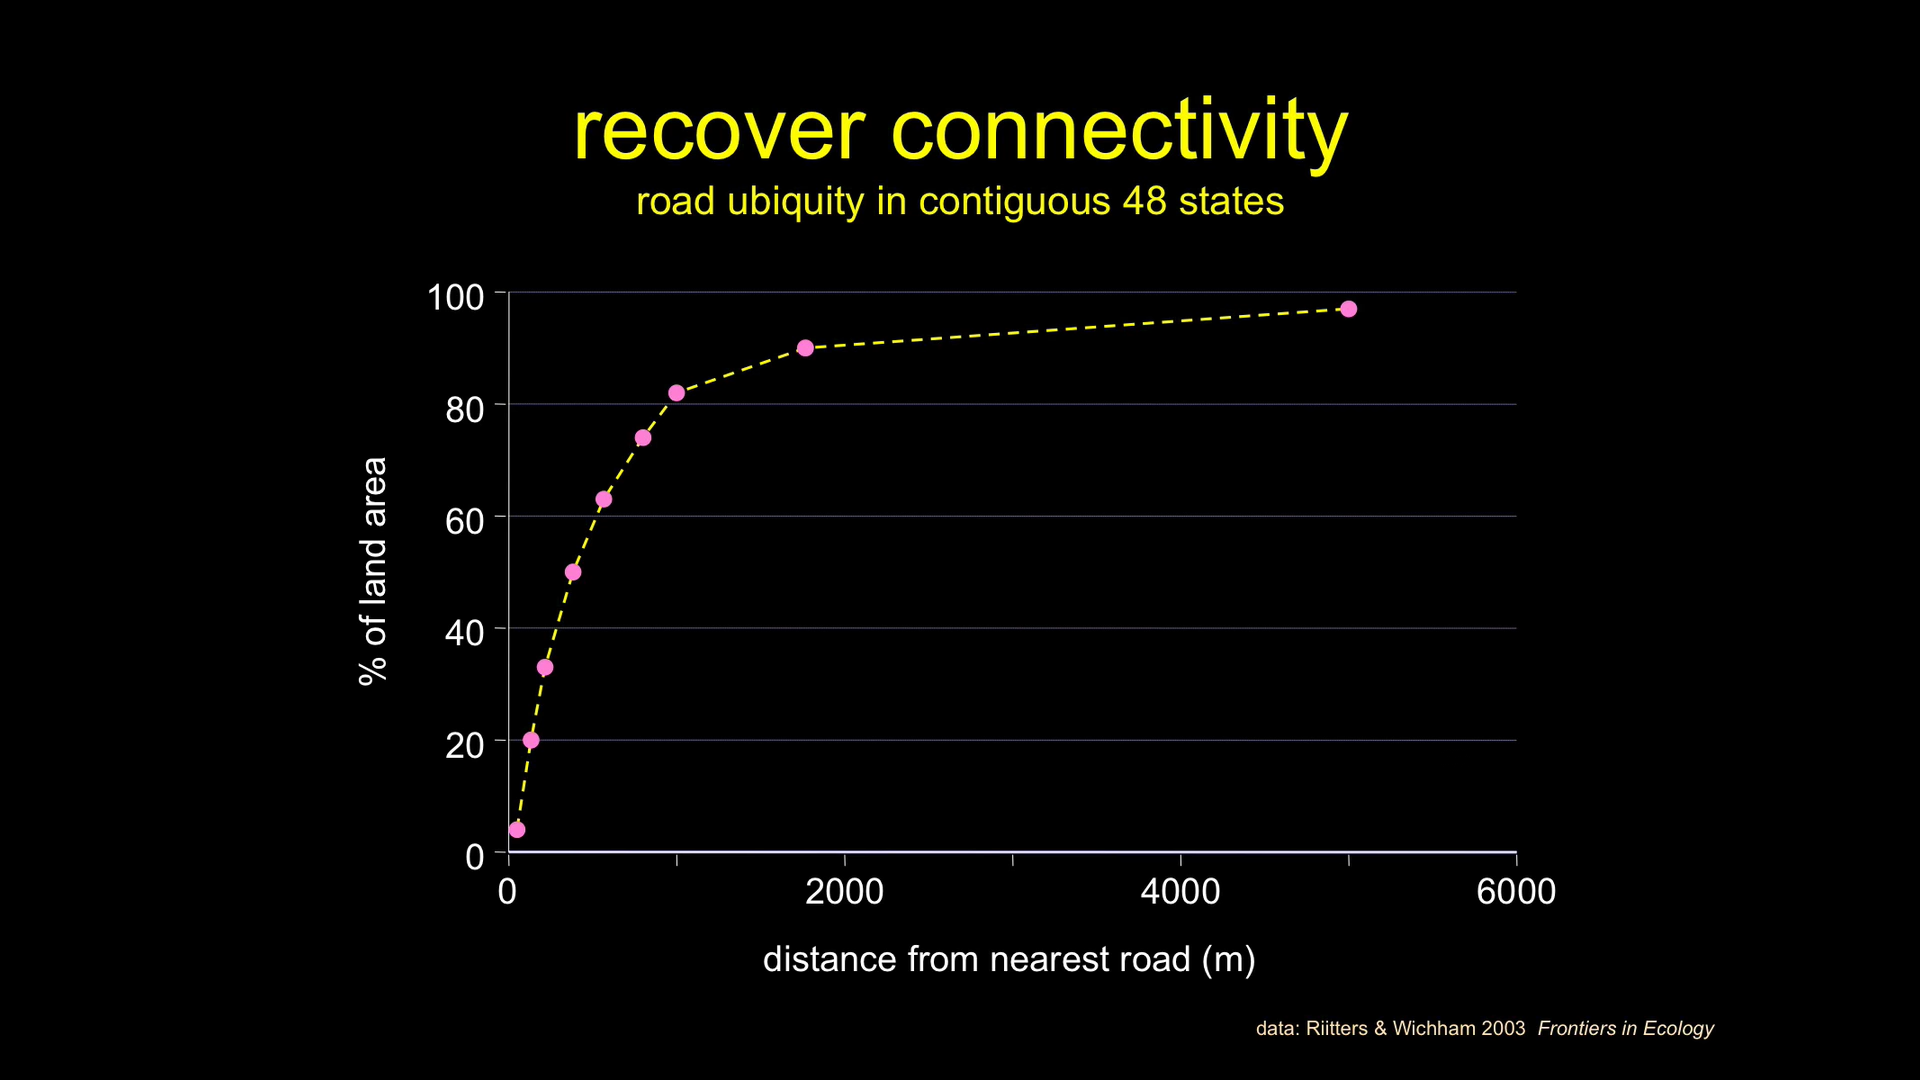 recover connectivity
road ubiquity in contiguous 48 states
100
80
60
40
20
0
% of land area
0 2000 4000 6000
distance from nearest road (m)
data: Riitters & Wichham 2003 Frontiers in Ecology